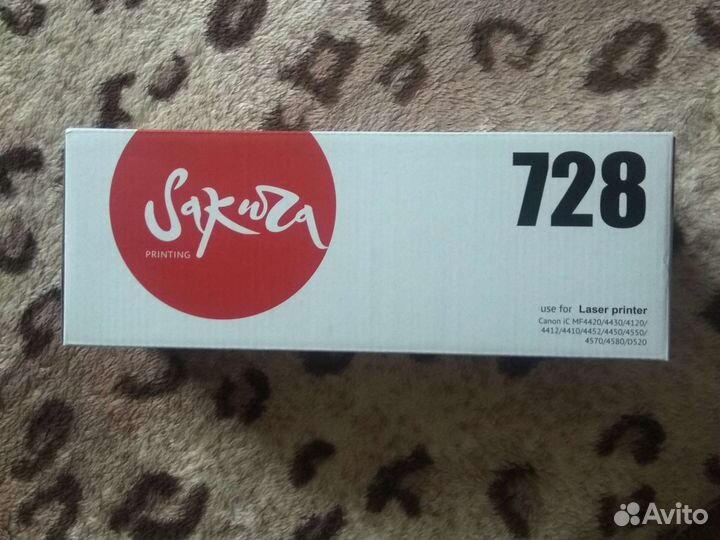 Sakura
PRINTING
728
use for Laser printer
Canon iC MF4420/4430/4120/
4412/4410/4452/4450/4550/
4570/4580/D520
Avito